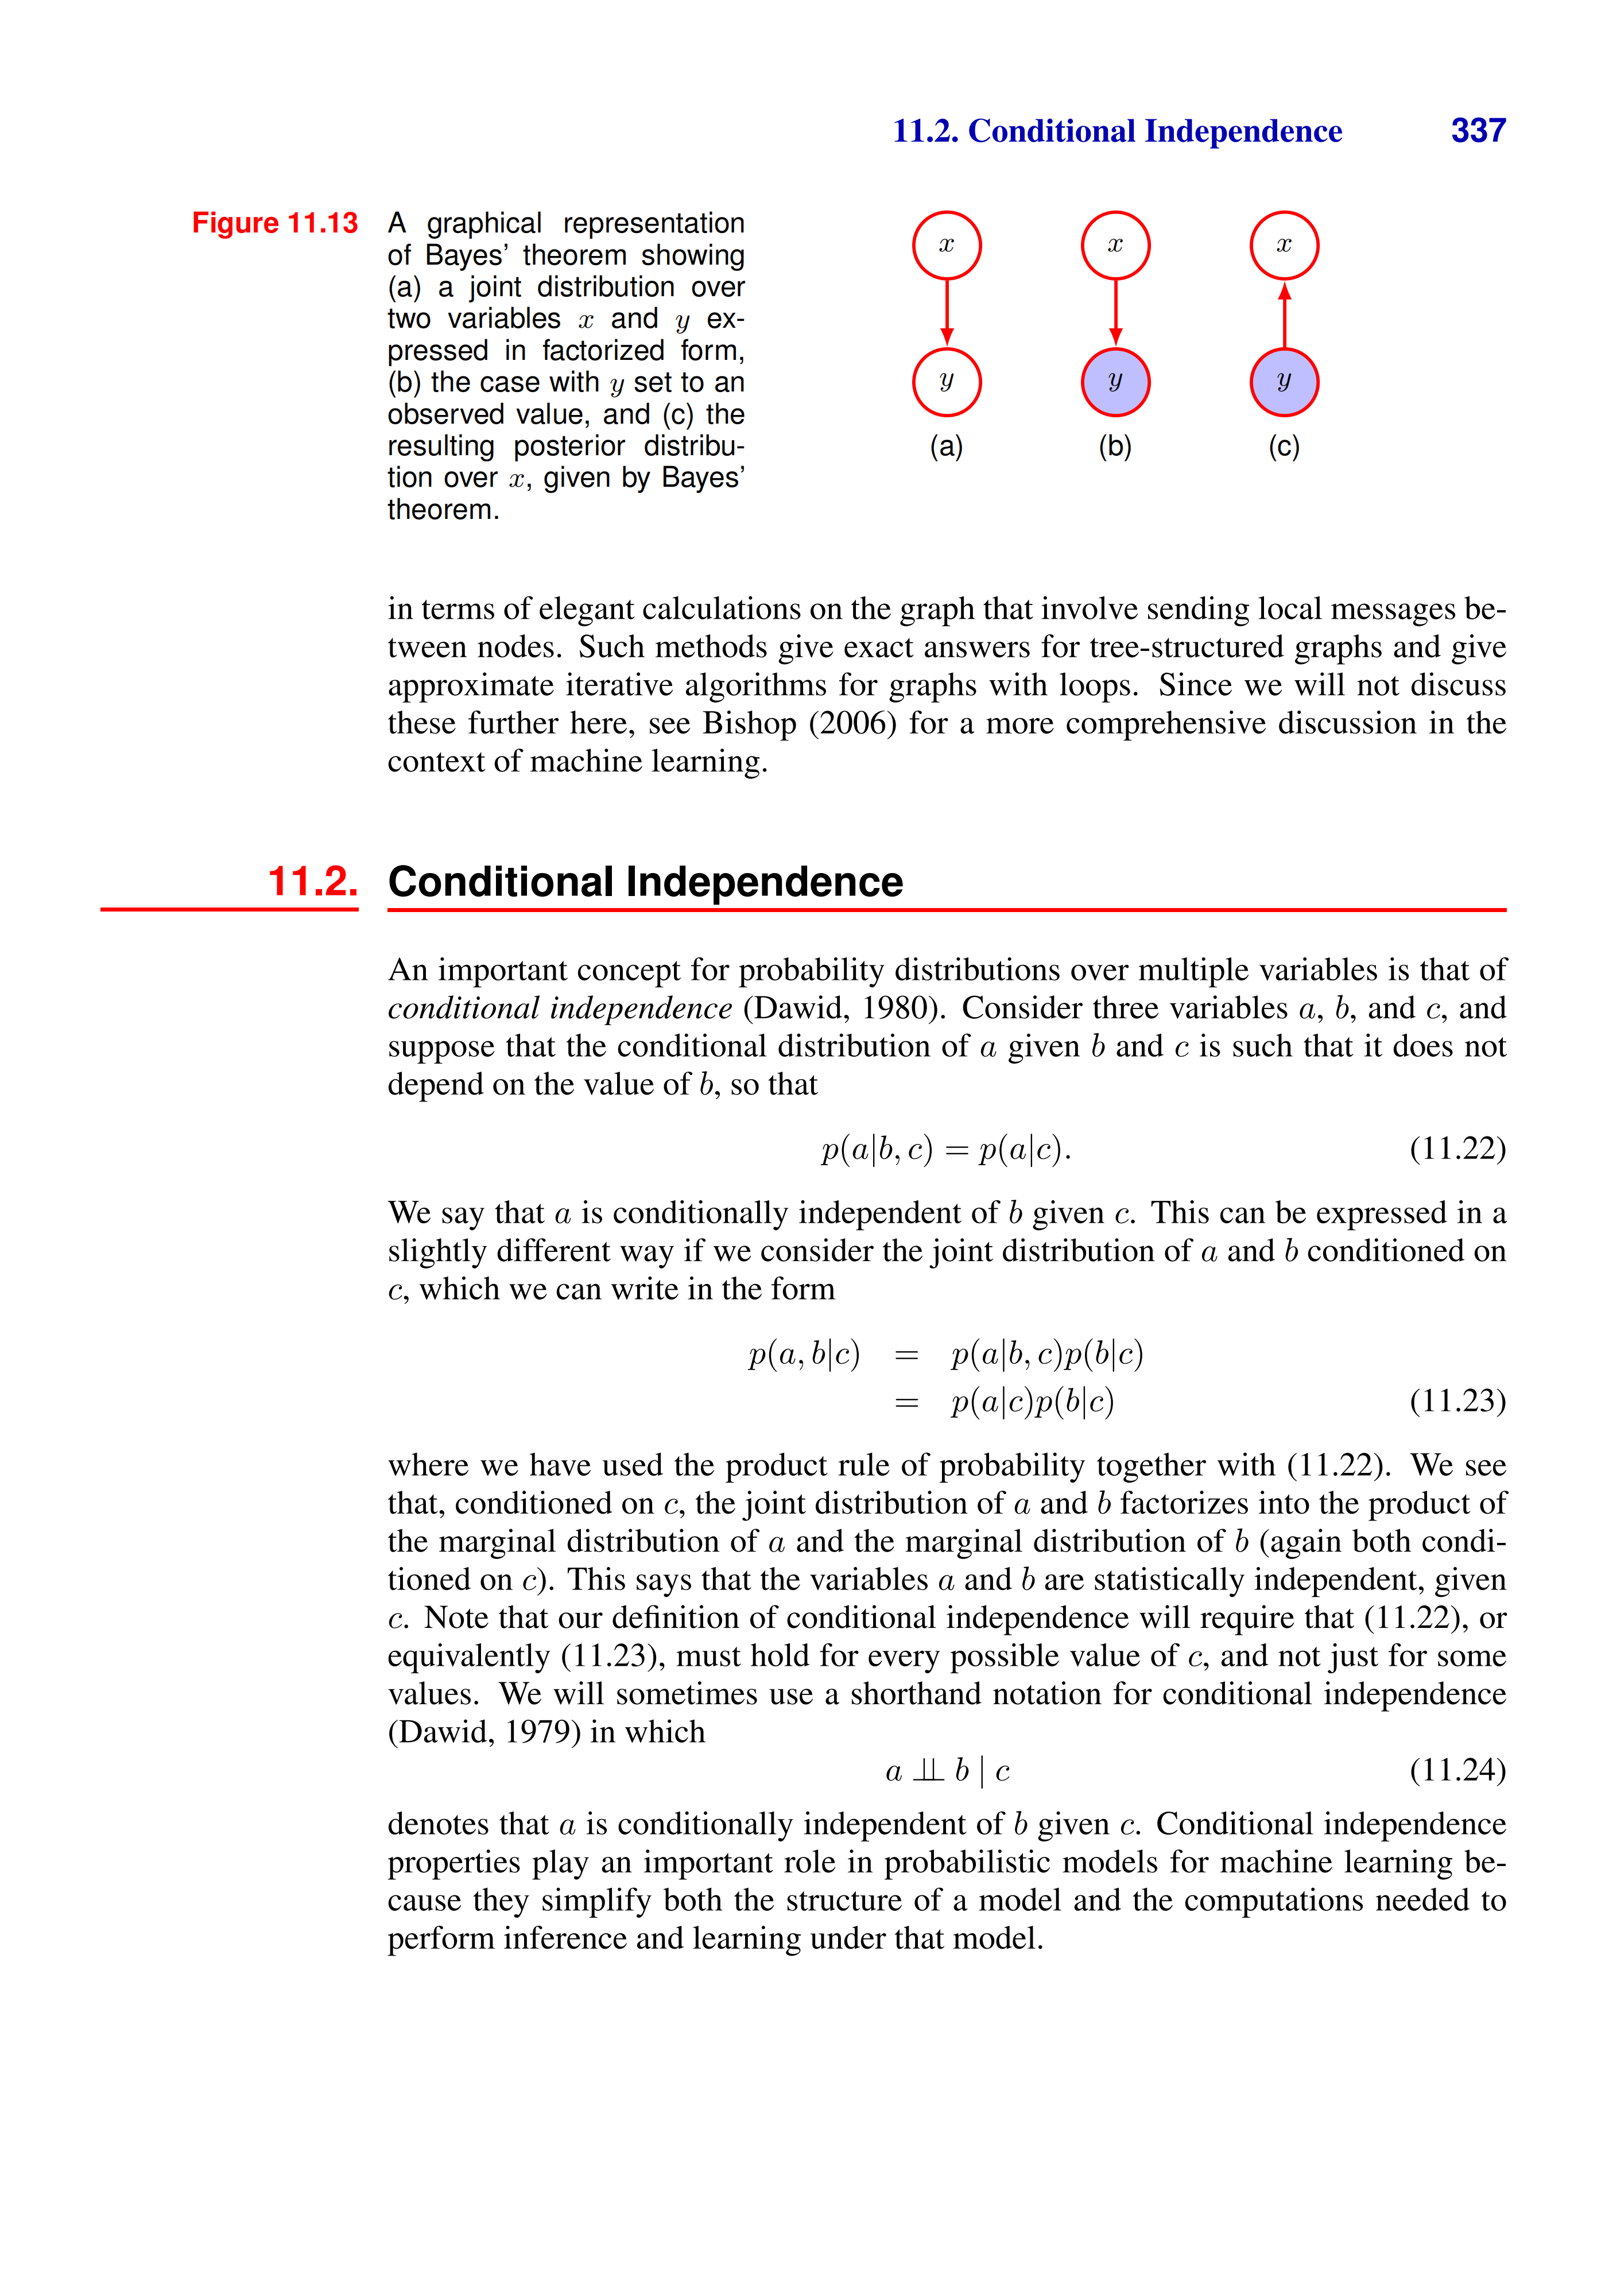 11.2. Conditional Independence 337
Figure 11.13 A graphical representation
of Bayes’ theorem showing
(a) a joint distribution over
two variables x and y ex-
pressed in factorized form,
(b) the case with y set to an
observed value, and (c) the
resulting posterior distribu-
tion over x, given by Bayes’
theorem.
x x x
y y y
(a) (b) (c)
in terms of elegant calculations on the graph that involve sending local messages be-
tween nodes. Such methods give exact answers for tree-structured graphs and give
approximate iterative algorithms for graphs with loops. Since we will not discuss
these further here, see Bishop (2006) for a more comprehensive discussion in the
context of machine learning.
11.2. Conditional Independence
An important concept for probability distributions over multiple variables is that of
conditional independence (Dawid, 1980). Consider three variables a, b, and c, and
suppose that the conditional distribution of a given b and c is such that it does not
depend on the value of b, so that
p(a|b, c) = p(a|c). (11.22)
We say that a is conditionally independent of b given c. This can be expressed in a
slightly different way if we consider the joint distribution of a and b conditioned on
c, which we can write in the form
p(a, b|c) = p(a|b, c)p(b|c)
= p(a|c)p(b|c) (11.23)
where we have used the product rule of probability together with (11.22). We see
that, conditioned on c, the joint distribution of a and b factorizes into the product of
the marginal distribution of a and the marginal distribution of b (again both condi-
tioned on c). This says that the variables a and b are statistically independent, given
c. Note that our definition of conditional independence will require that (11.22), or
equivalently (11.23), must hold for every possible value of c, and not just for some
values. We will sometimes use a shorthand notation for conditional independence
(Dawid, 1979) in which
a ⫫ b | c (11.24)
denotes that a is conditionally independent of b given c. Conditional independence
properties play an important role in probabilistic models for machine learning be-
cause they simplify both the structure of a model and the computations needed to
perform inference and learning under that model.